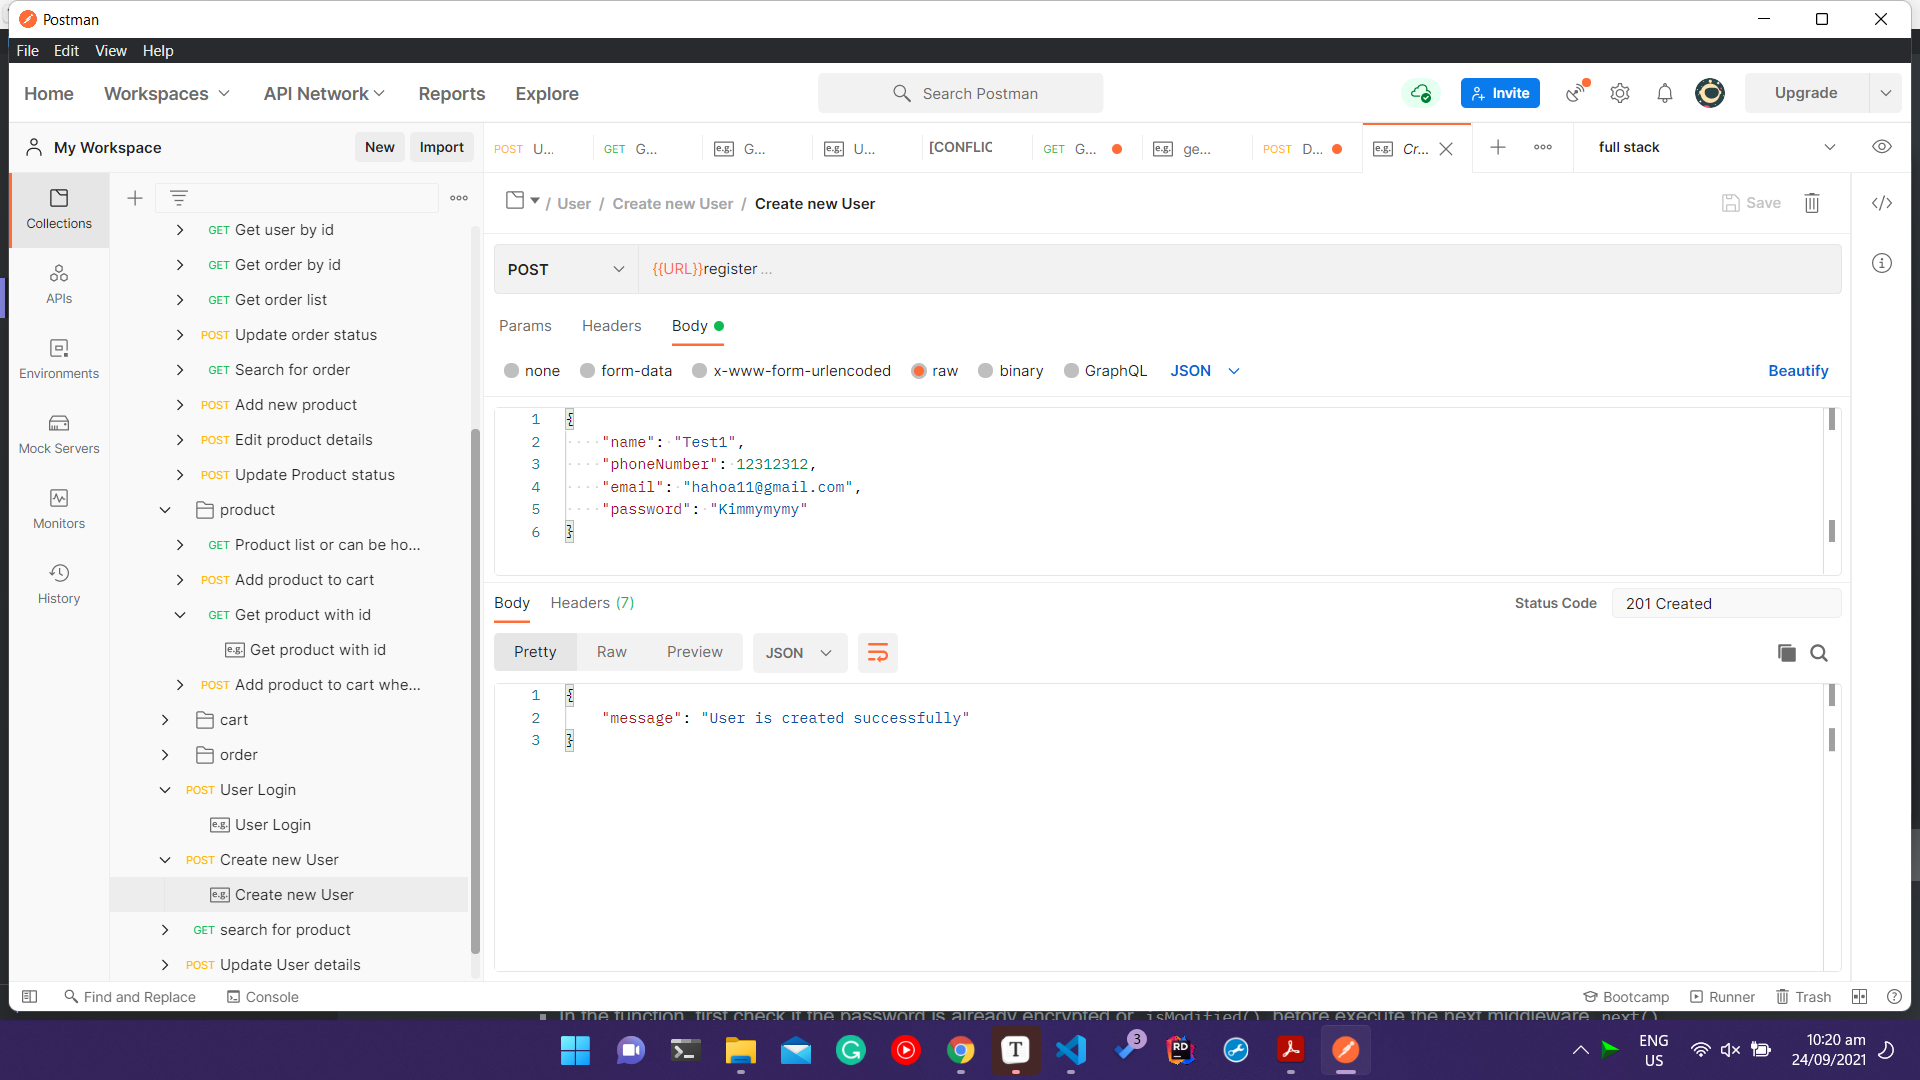 Postman
File Edit View Help
Home Workspaces API Network Reports Explore Search Postman Invite Upgrade
My Workspace New Import
POST U... GET G... e.g. G... e.g. U... [CONFLIC GET G... e.g. ge... POST D... e.g. Cr... full stack
Collections
APIs
Environments
Mock Servers
Monitors
History
GET Get user by id
GET Get order by id
GET Get order list
POST Update order status
GET Search for order
POST Add new product
POST Edit product details
POST Update Product status
product
GET Product list or can be ho...
POST Add product to cart
GET Get product with id
e.g. Get product with id
POST Add product to cart whe...
cart
order
POST User Login
e.g. User Login
POST Create new User
e.g. Create new User
GET search for product
POST Update User details
/ User / Create new User / Create new User
Save
POST {{URL}}register ...
Params Headers Body
none form-data x-www-form-urlencoded raw binary GraphQL JSON Beautify
1 {
2 "name": "Test1",
3 "phoneNumber": 12312312,
4 "email": "hahoa11@gmail.com",
5 "password": "Kimmymymy"
6 }
Body Headers (7) Status Code 201 Created
Pretty Raw Preview JSON
1 {
2 "message": "User is created successfully"
3 }
Find and Replace Console Bootcamp Runner Trash
In the function, first check if the password is already encrypted or isModified() before execute the next middleware next()
T 3 RD
ENG
US
10:20 am
24/09/2021